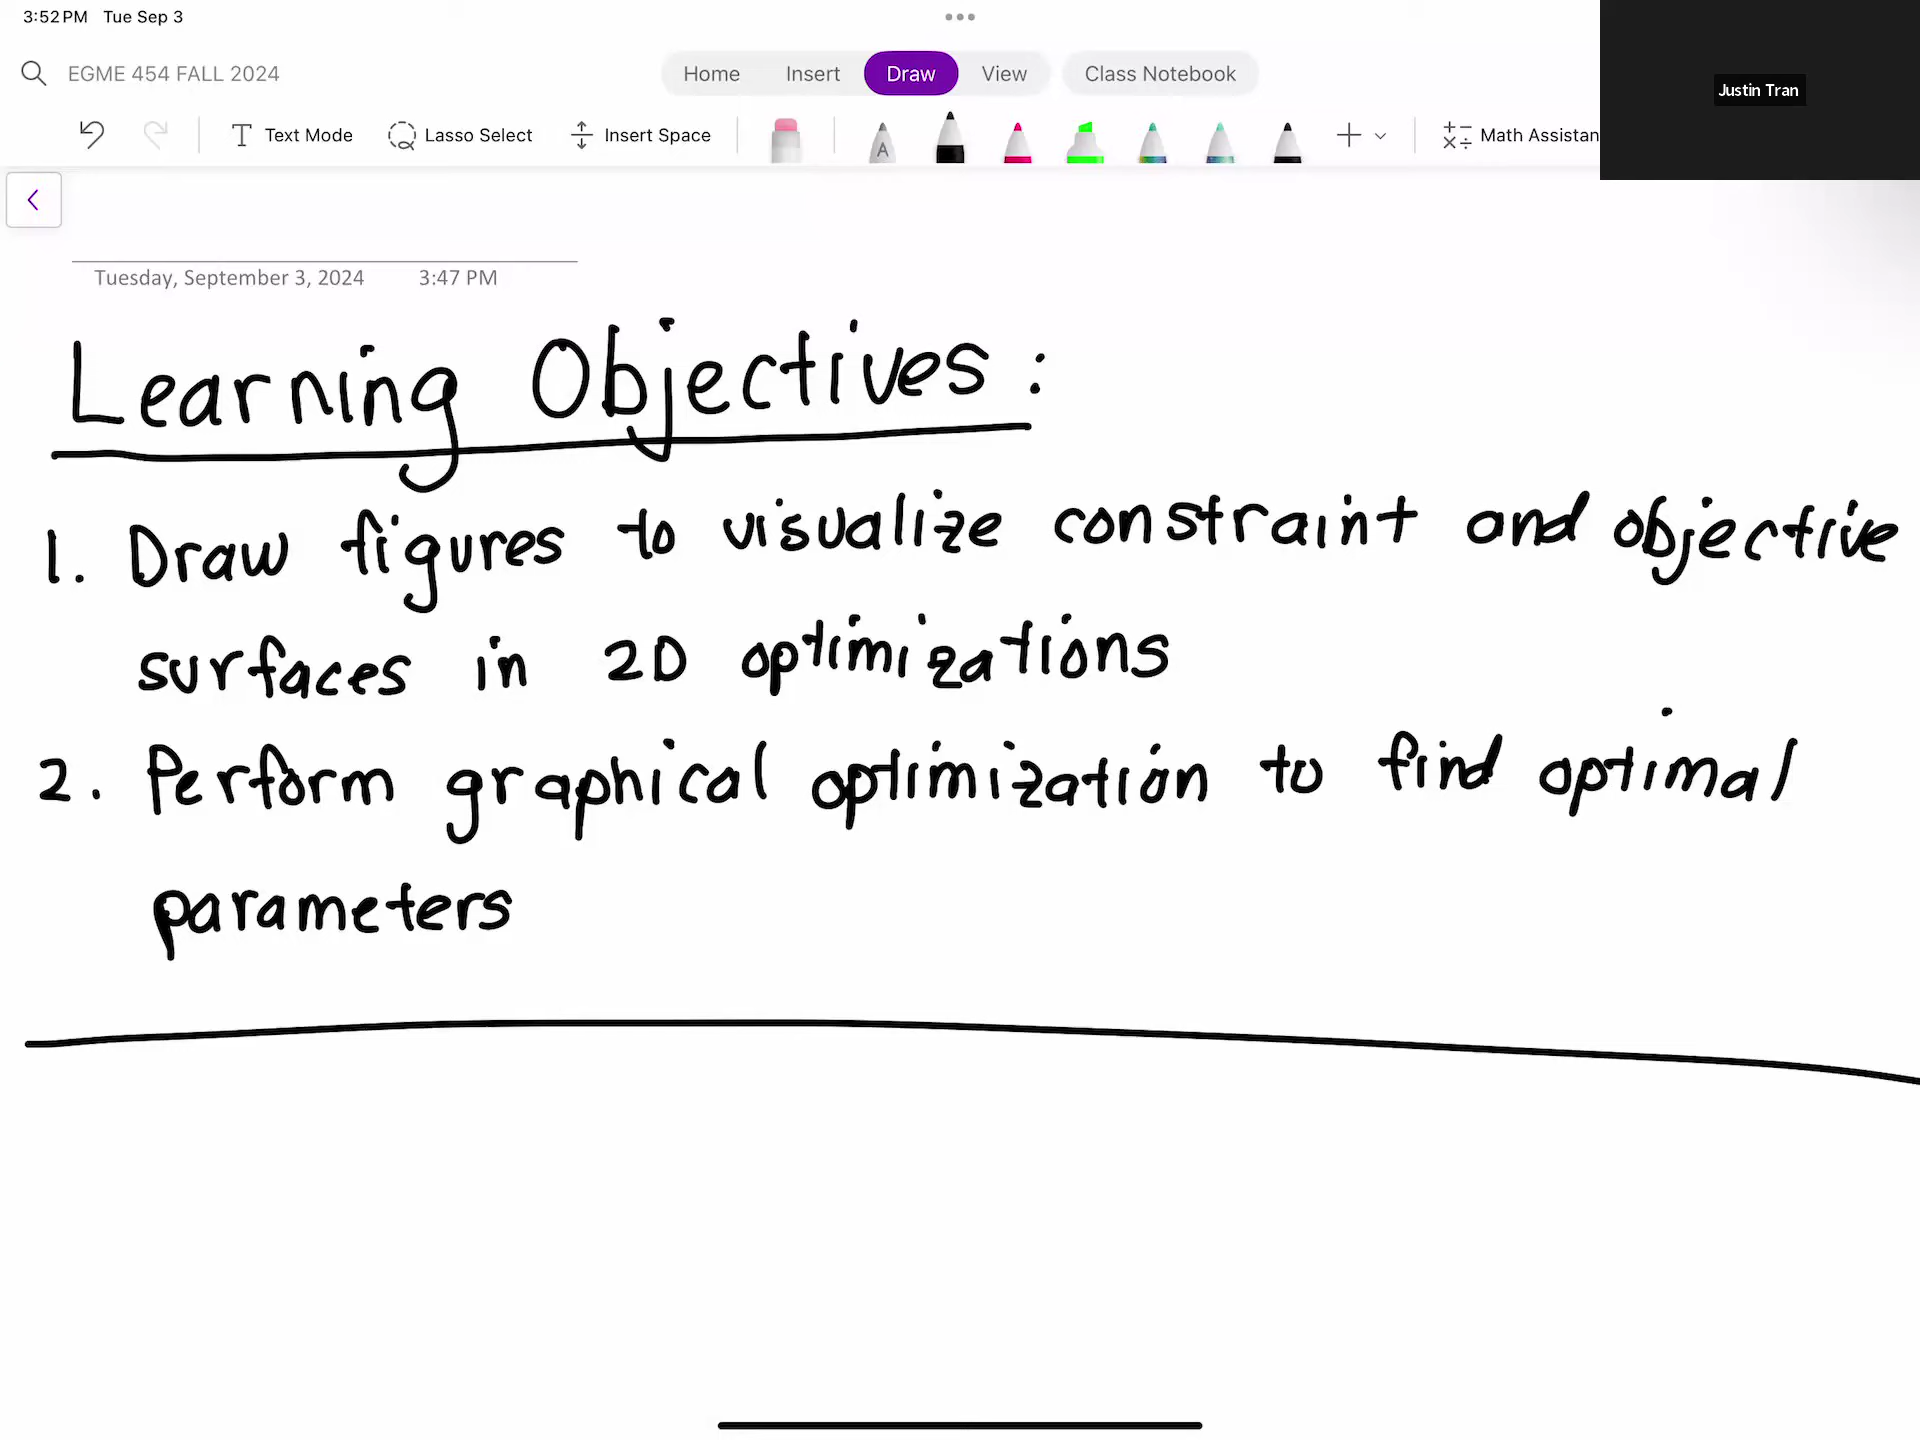 3:52 PM Tue Sep 3
Justin Tran
EGME 454 FALL 2024
Home Insert Draw View Class Notebook
Text Mode Lasso Select Insert Space A Math Assistan
Tuesday, September 3, 2024 3:47 PM
Learning Objectives:
1. Draw figures to visualize constraint and objective
surfaces in 2D optimizations
2. Perform graphical optimization to find optimal
parameters